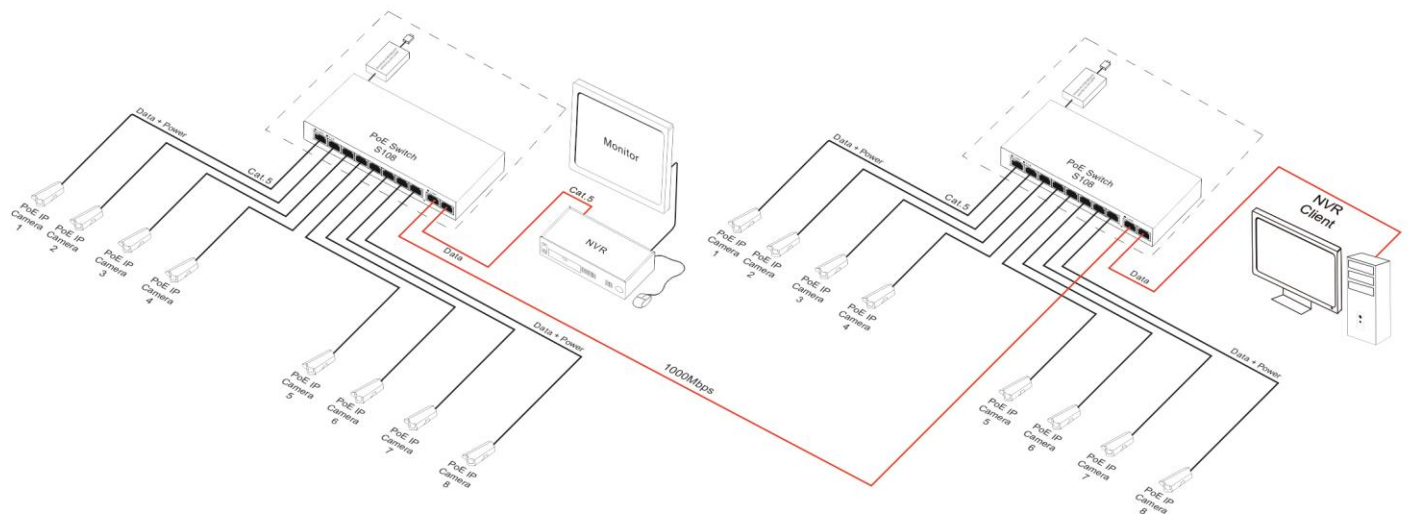 Data + Power
Cat.5
PoE Switch
S108
Monitor
Cat.5
NVR
Data
PoE IP
Camera
1
PoE IP
Camera
2
PoE IP
Camera
3
PoE IP
Camera
4
Data + Power
PoE IP
Camera
5
PoE IP
Camera
6
PoE IP
Camera
7
PoE IP
Camera
8
1000Mbps
Data + Power
Cat.5
PoE Switch
S108
NVR
Client
Data
PoE IP
Camera
1
PoE IP
Camera
2
PoE IP
Camera
3
PoE IP
Camera
4
Data + Power
PoE IP
Camera
5
PoE IP
Camera
6
PoE IP
Camera
7
PoE IP
Camera
8